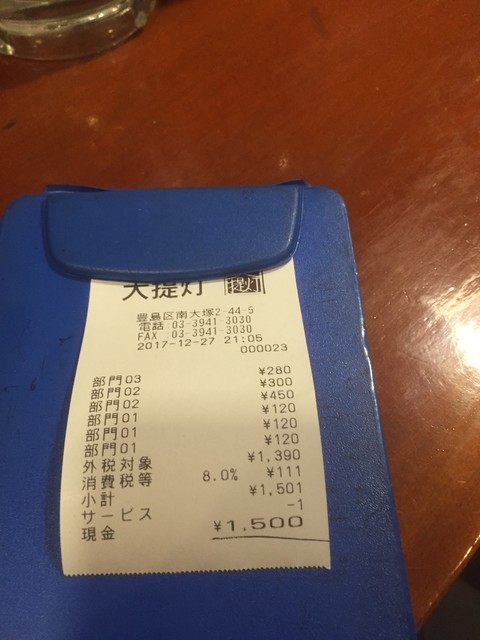 大提灯 提灯
豊島区南大塚2-44-5
電話:03-3941-3030
FAX :03-3941-3030
2017-12-27 21:05
000023
部門03 ¥280
部門02 ¥300
部門02 ¥450
部門01 ¥120
部門01 ¥120
部門01 ¥120
外税対象 ¥1,390
消費税等 8.0% ¥111
小計 ¥1,501
サービス -1
現金 ¥1,500